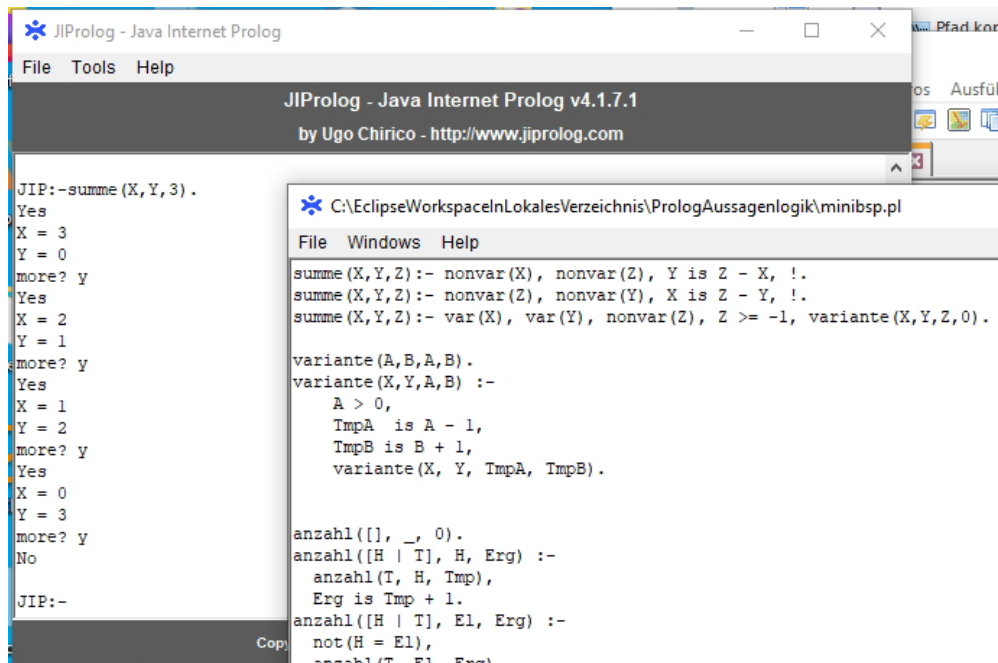 JIProlog - Java Internet Prolog
Pfad
File Tools Help
Ausfü
JIProlog - Java Internet Prolog v4.1.7.1
by Ugo Chirico - http://www.jiprolog.com
JIP:-summe(X,Y,3).
Yes
X = 3
Y = 0
more? y
Yes
X = 2
Y = 1
more? y
Yes
X = 1
Y = 2
more? y
Yes
X = 0
Y = 3
more? y
No
JIP:-
Copy
C:\EclipseWorkspaceInLokalesVerzeichnis\PrologAussagenlogik\minibsp.pl
File Windows Help
summe(X,Y,Z):- nonvar(X), nonvar(Z), Y is Z - X, !.
summe(X,Y,Z):- nonvar(Z), nonvar(Y), X is Z - Y, !.
summe(X,Y,Z):- var(X), var(Y), nonvar(Z), Z >= -1, variante(X,Y,Z,0).
variante(A,B,A,B).
variante(X,Y,A,B) :-
A > 0,
TmpA is A - 1,
TmpB is B + 1,
variante(X, Y, TmpA, TmpB).
anzahl([], _, 0).
anzahl([H | T], H, Erg) :-
anzahl(T, H, Tmp),
Erg is Tmp + 1.
anzahl([H | T], El, Erg) :-
not(H = El),
anzahl(T, El, Erg)